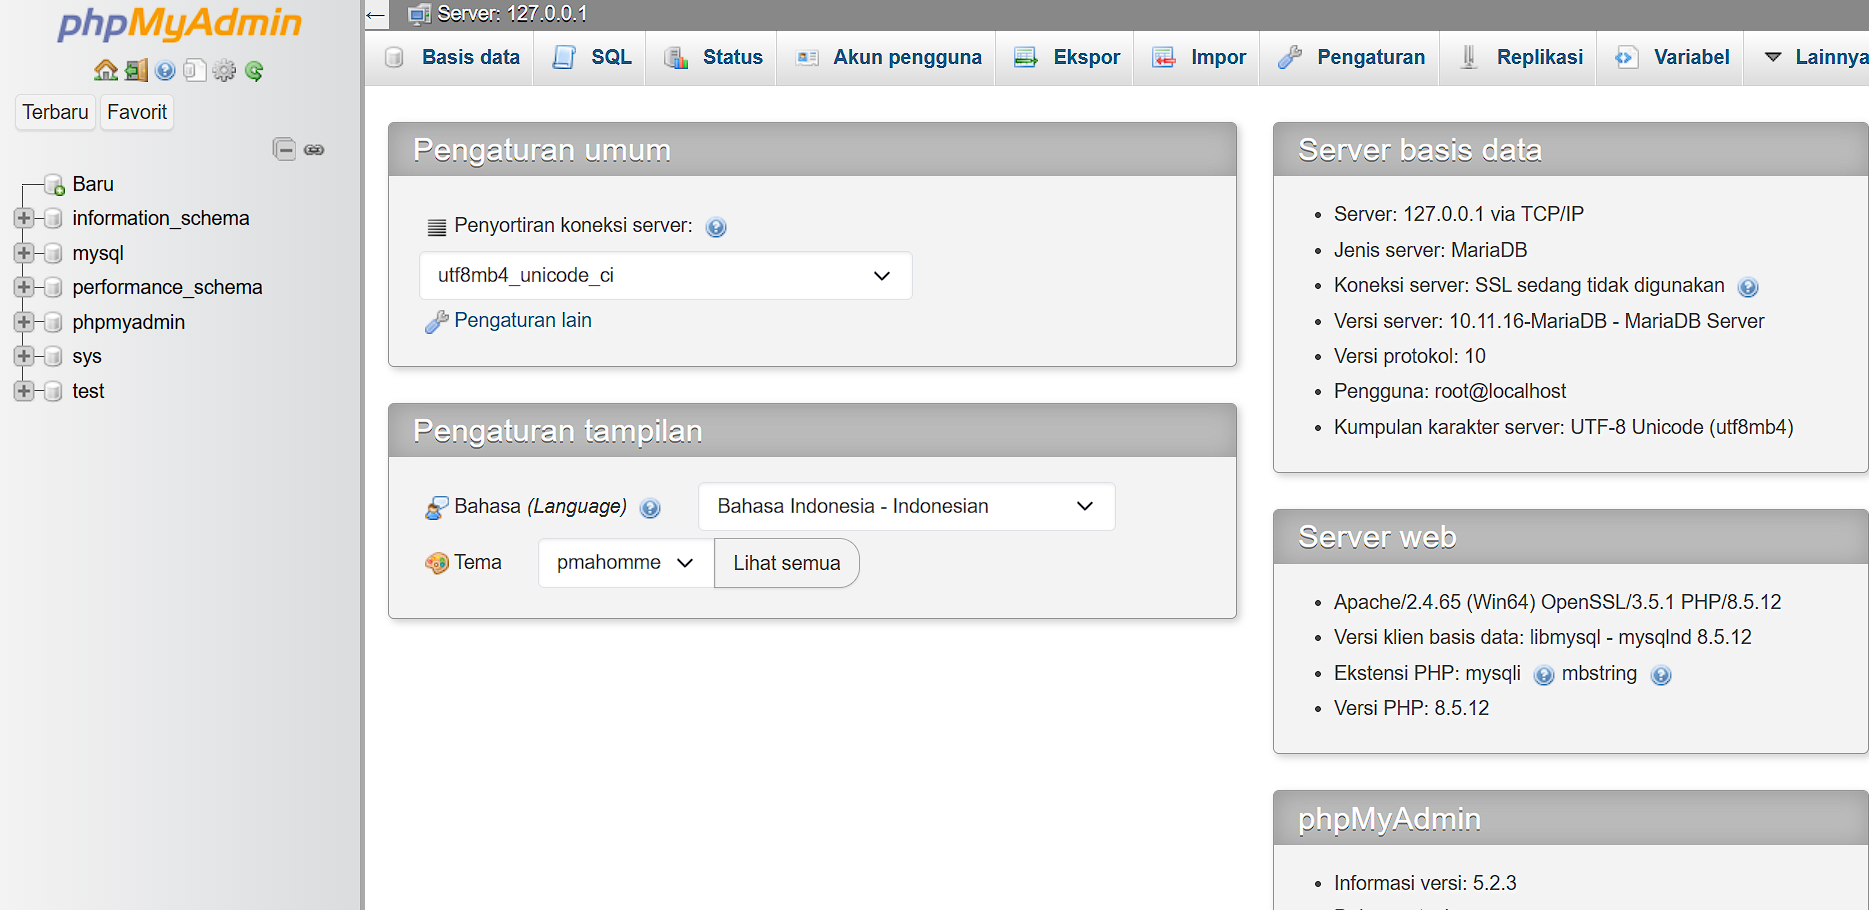 phpMyAdmin
Terbaru
Favorit
Baru
information_schema
mysql
performance_schema
phpmyadmin
sys
test
← Server: 127.0.0.1
Basis data
SQL
Status
Akun pengguna
Ekspor
Impor
Pengaturan
Replikasi
Variabel
Lainnya
Pengaturan umum
Penyortiran koneksi server:
utf8mb4_unicode_ci
Pengaturan lain
Pengaturan tampilan
Bahasa (Language)
Bahasa Indonesia - Indonesian
Tema
pmahomme
Lihat semua
Server basis data
Server: 127.0.0.1 via TCP/IP
Jenis server: MariaDB
Koneksi server: SSL sedang tidak digunakan
Versi server: 10.11.16-MariaDB - MariaDB Server
Versi protokol: 10
Pengguna: root@localhost
Kumpulan karakter server: UTF-8 Unicode (utf8mb4)
Server web
Apache/2.4.65 (Win64) OpenSSL/3.5.1 PHP/8.5.12
Versi klien basis data: libmysql - mysqlnd 8.5.12
Ekstensi PHP: mysqli mbstring
Versi PHP: 8.5.12
phpMyAdmin
Informasi versi: 5.2.3